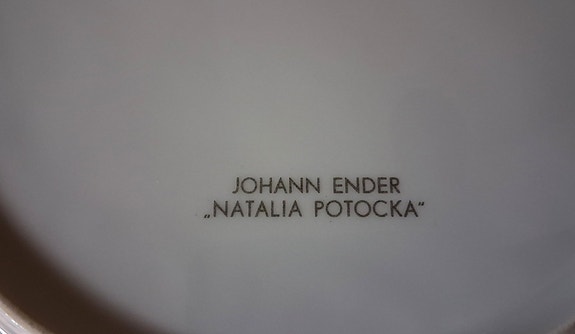 JOHANN ENDER
„NATALIA POTOCKA”